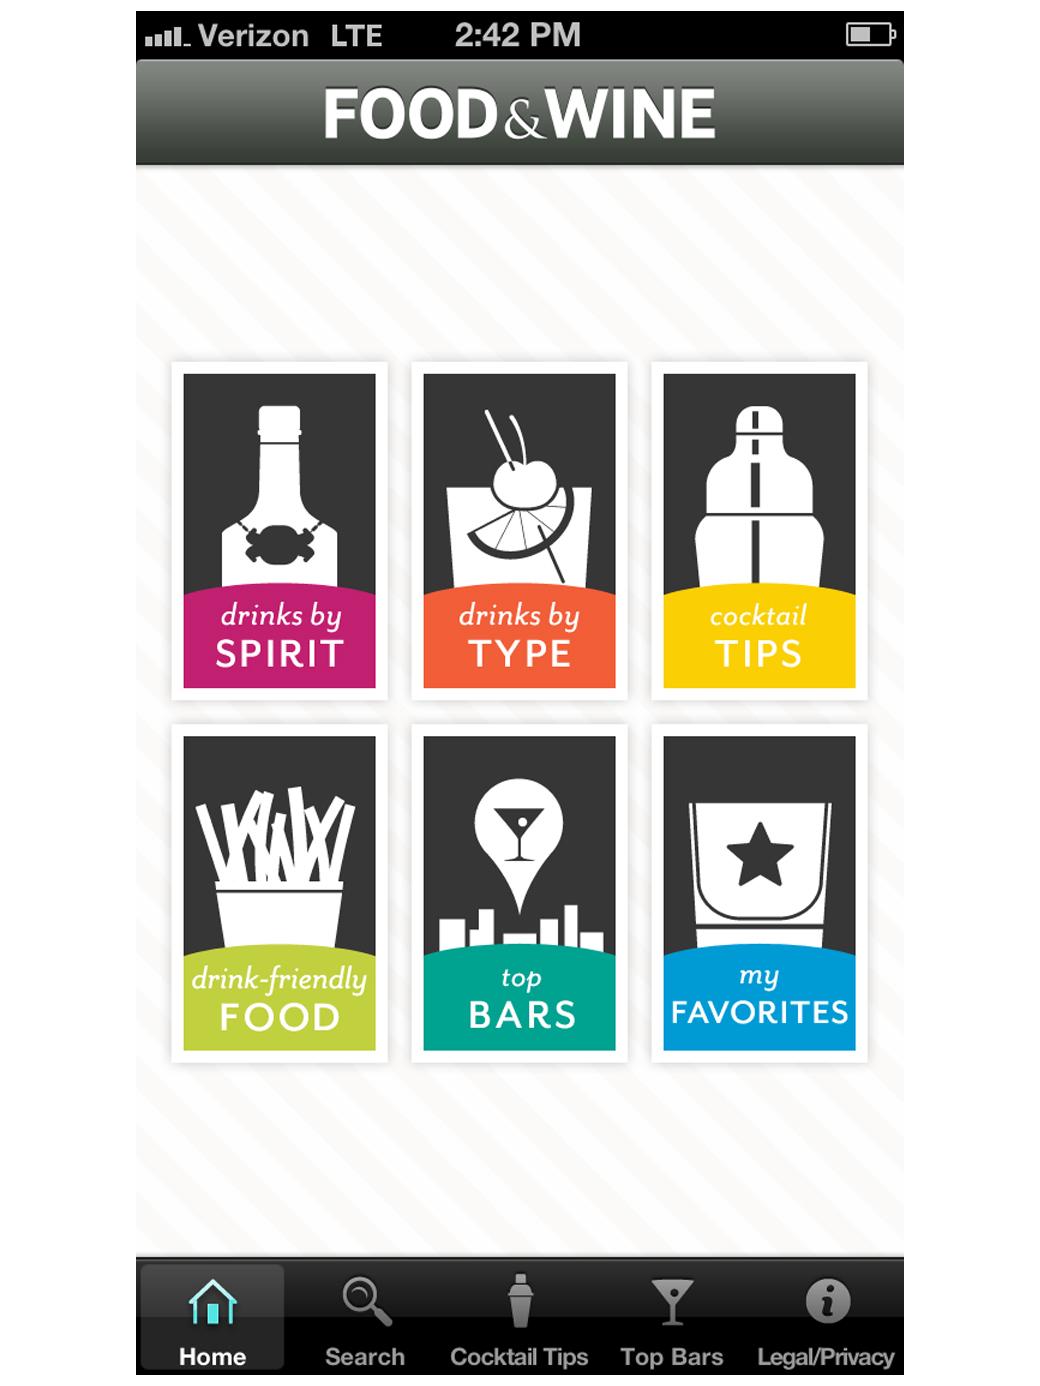 Verizon LTE 2:42 PM
FOOD&WINE
drinks by
SPIRIT
drinks by
TYPE
cocktail
TIPS
drink-friendly
FOOD
top
BARS
my
FAVORITES
Home Search Cocktail Tips Top Bars Legal/Privacy